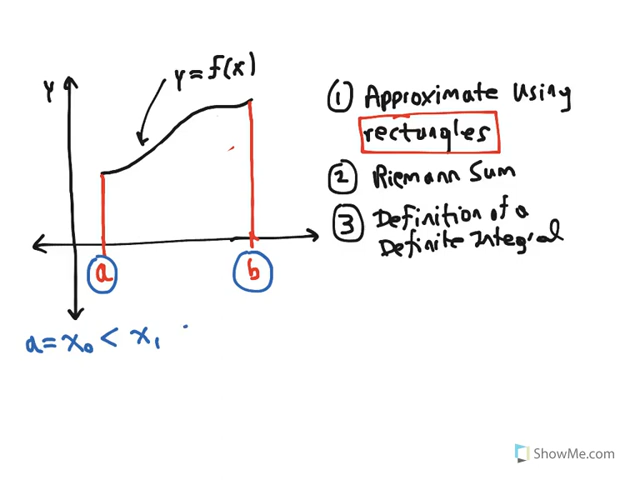 Y
y = f(x)
a
b
a = x₀ < x₁
① Approximate Using
rectangles
② Riemann Sum
③ Definition of a
Definite Integral
ShowMe.com